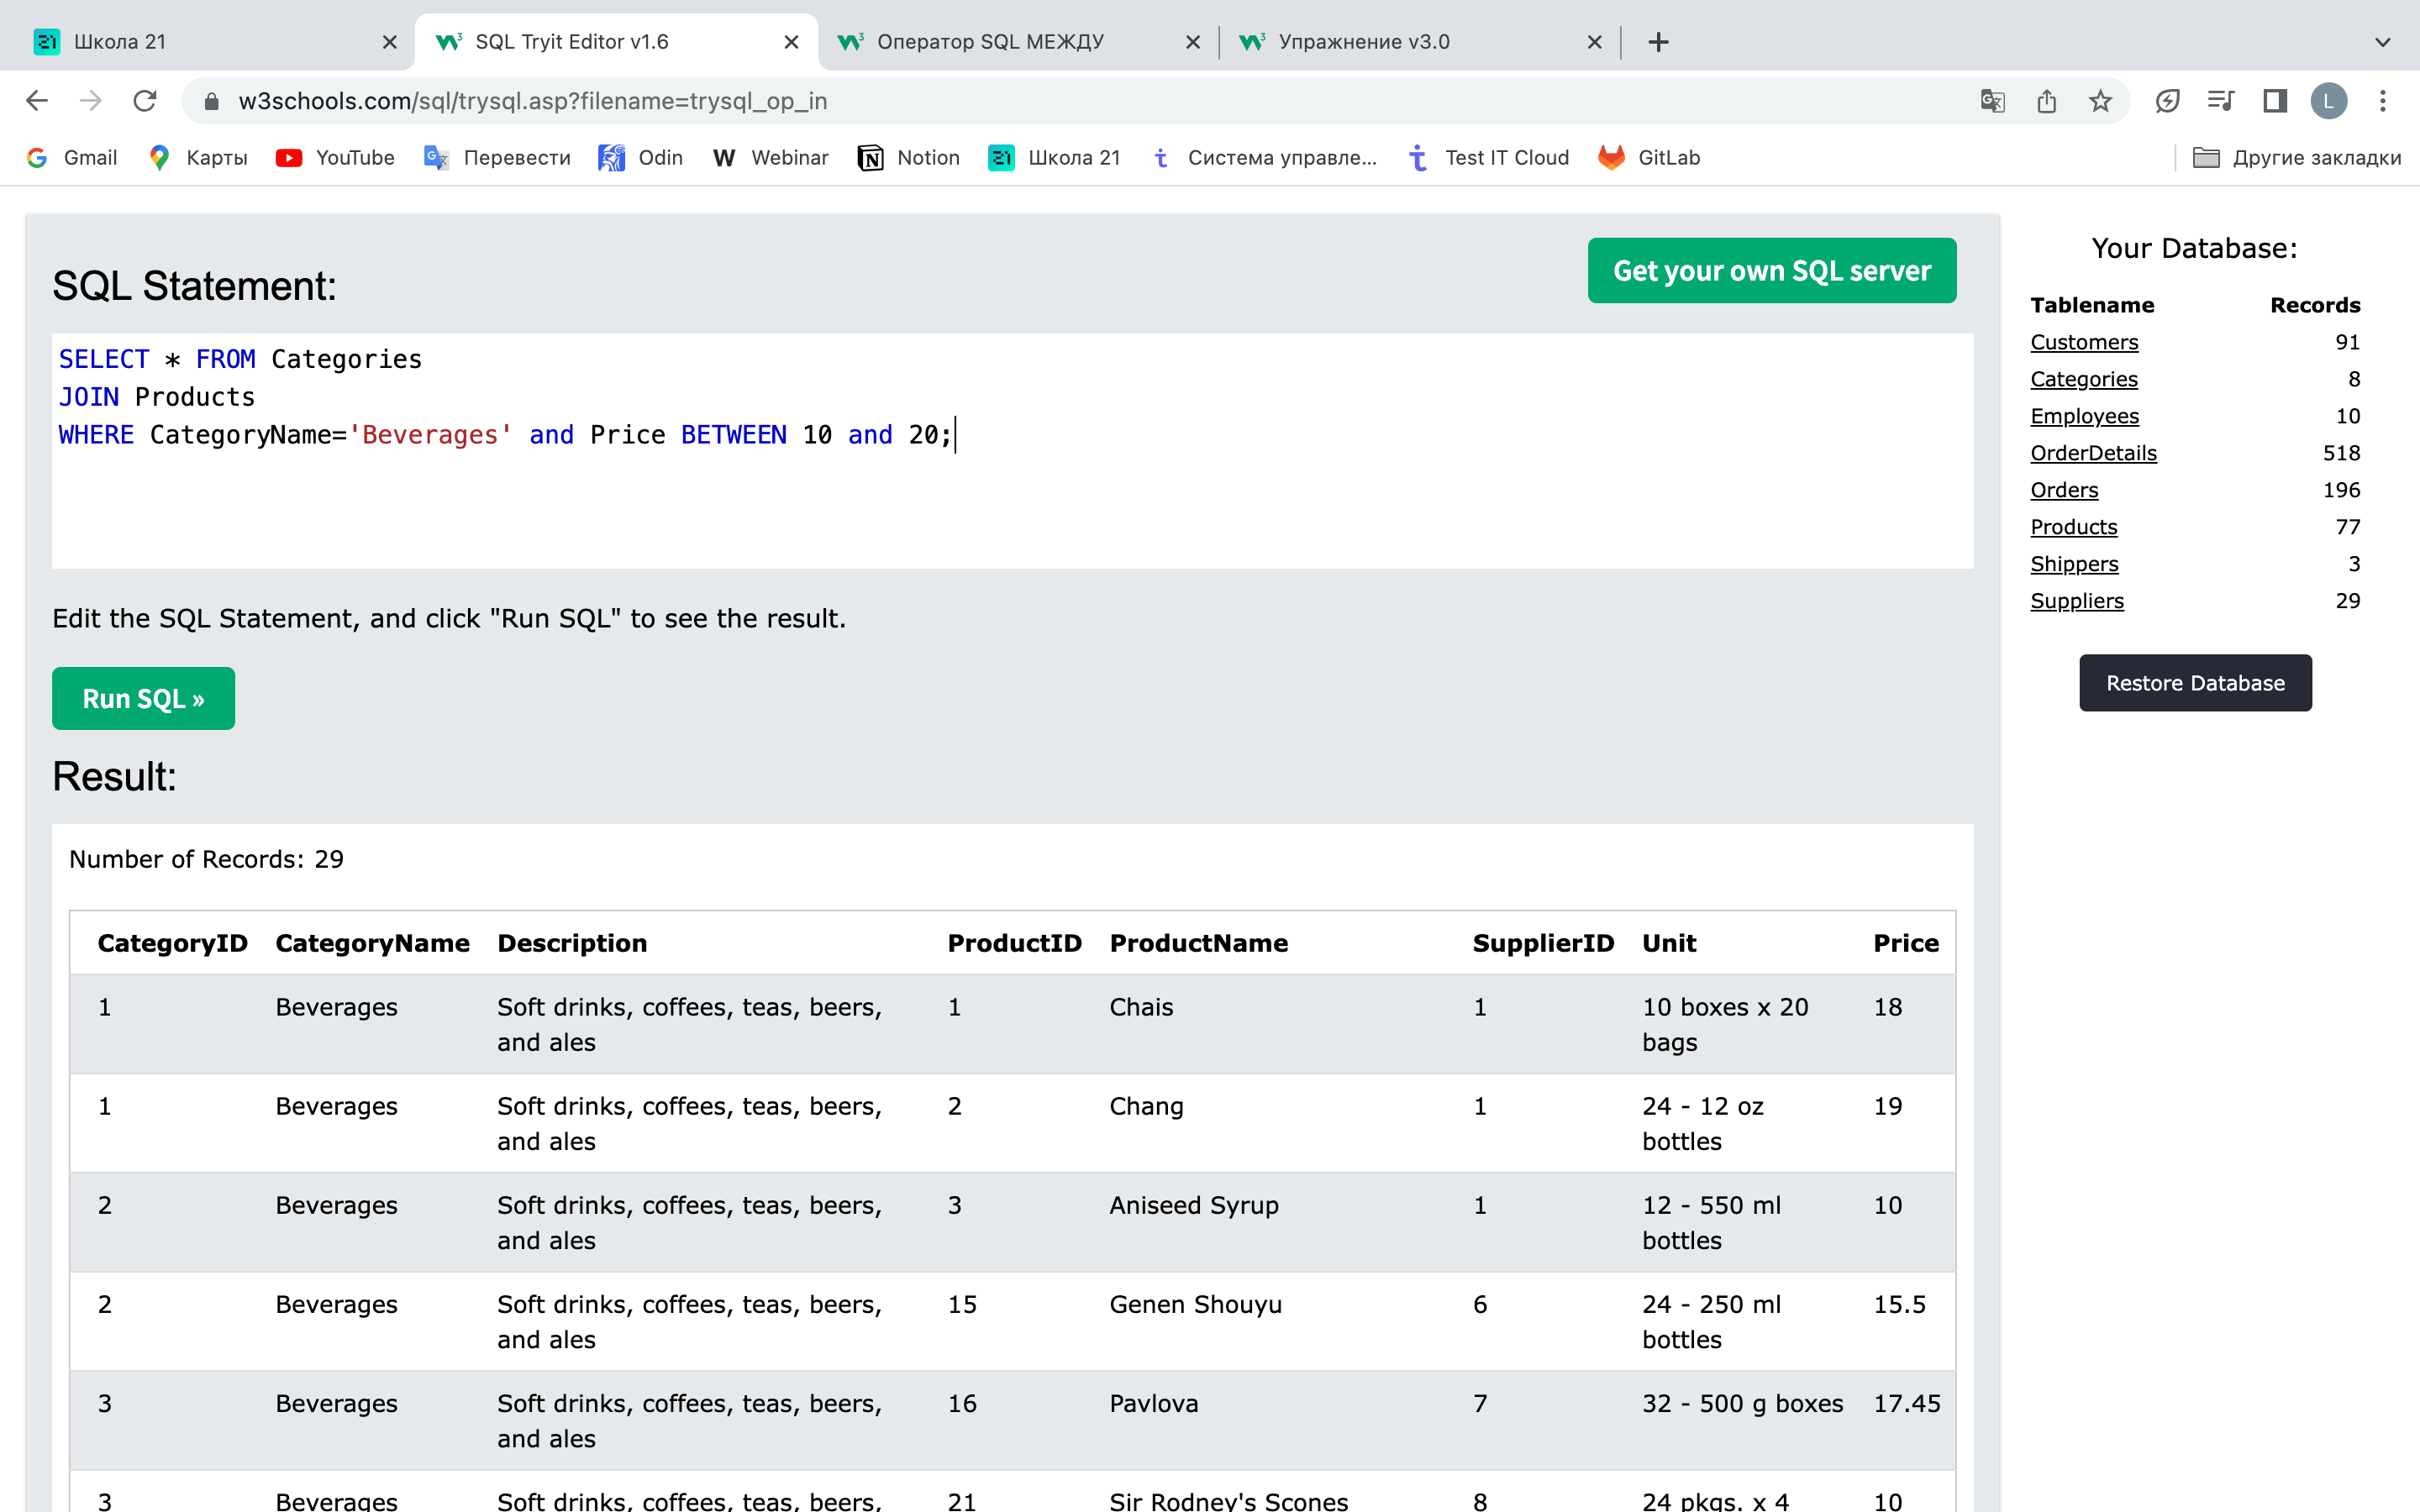 Школа 21
SQL Tryit Editor v1.6
Оператор SQL МЕЖДУ
Упражнение v3.0
w3schools.com/sql/trysql.asp?filename=trysql_op_in
L
Gmail Карты YouTube Перевести Odin Webinar Notion Школа 21 Система управле... Test IT Cloud GitLab Другие закладки
SQL Statement:
Get your own SQL server
SELECT * FROM Categories
JOIN Products
WHERE CategoryName='Beverages' and Price BETWEEN 10 and 20;
Edit the SQL Statement, and click "Run SQL" to see the result.
Run SQL »
Result:
Number of Records: 29
CategoryID CategoryName Description ProductID ProductName SupplierID Unit Price
1 Beverages Soft drinks, coffees, teas, beers, and ales 1 Chais 1 10 boxes x 20 bags 18
1 Beverages Soft drinks, coffees, teas, beers, and ales 2 Chang 1 24 - 12 oz bottles 19
2 Beverages Soft drinks, coffees, teas, beers, and ales 3 Aniseed Syrup 1 12 - 550 ml bottles 10
2 Beverages Soft drinks, coffees, teas, beers, and ales 15 Genen Shouyu 6 24 - 250 ml bottles 15.5
3 Beverages Soft drinks, coffees, teas, beers, and ales 16 Pavlova 7 32 - 500 g boxes 17.45
3 Beverages Soft drinks, coffees, teas, beers, 21 Sir Rodney's Scones 8 24 pkgs. x 4 10
Your Database:
Tablename Records
Customers 91
Categories 8
Employees 10
OrderDetails 518
Orders 196
Products 77
Shippers 3
Suppliers 29
Restore Database